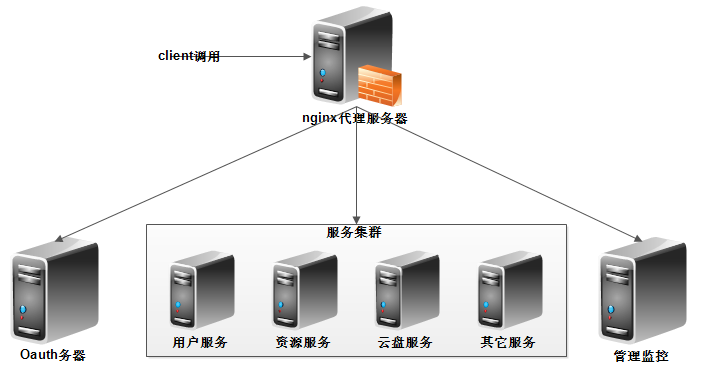 client调用
nginx代理服务器
服务集群
用户服务
资源服务
云盘服务
其它服务
Oauth务器
管理监控